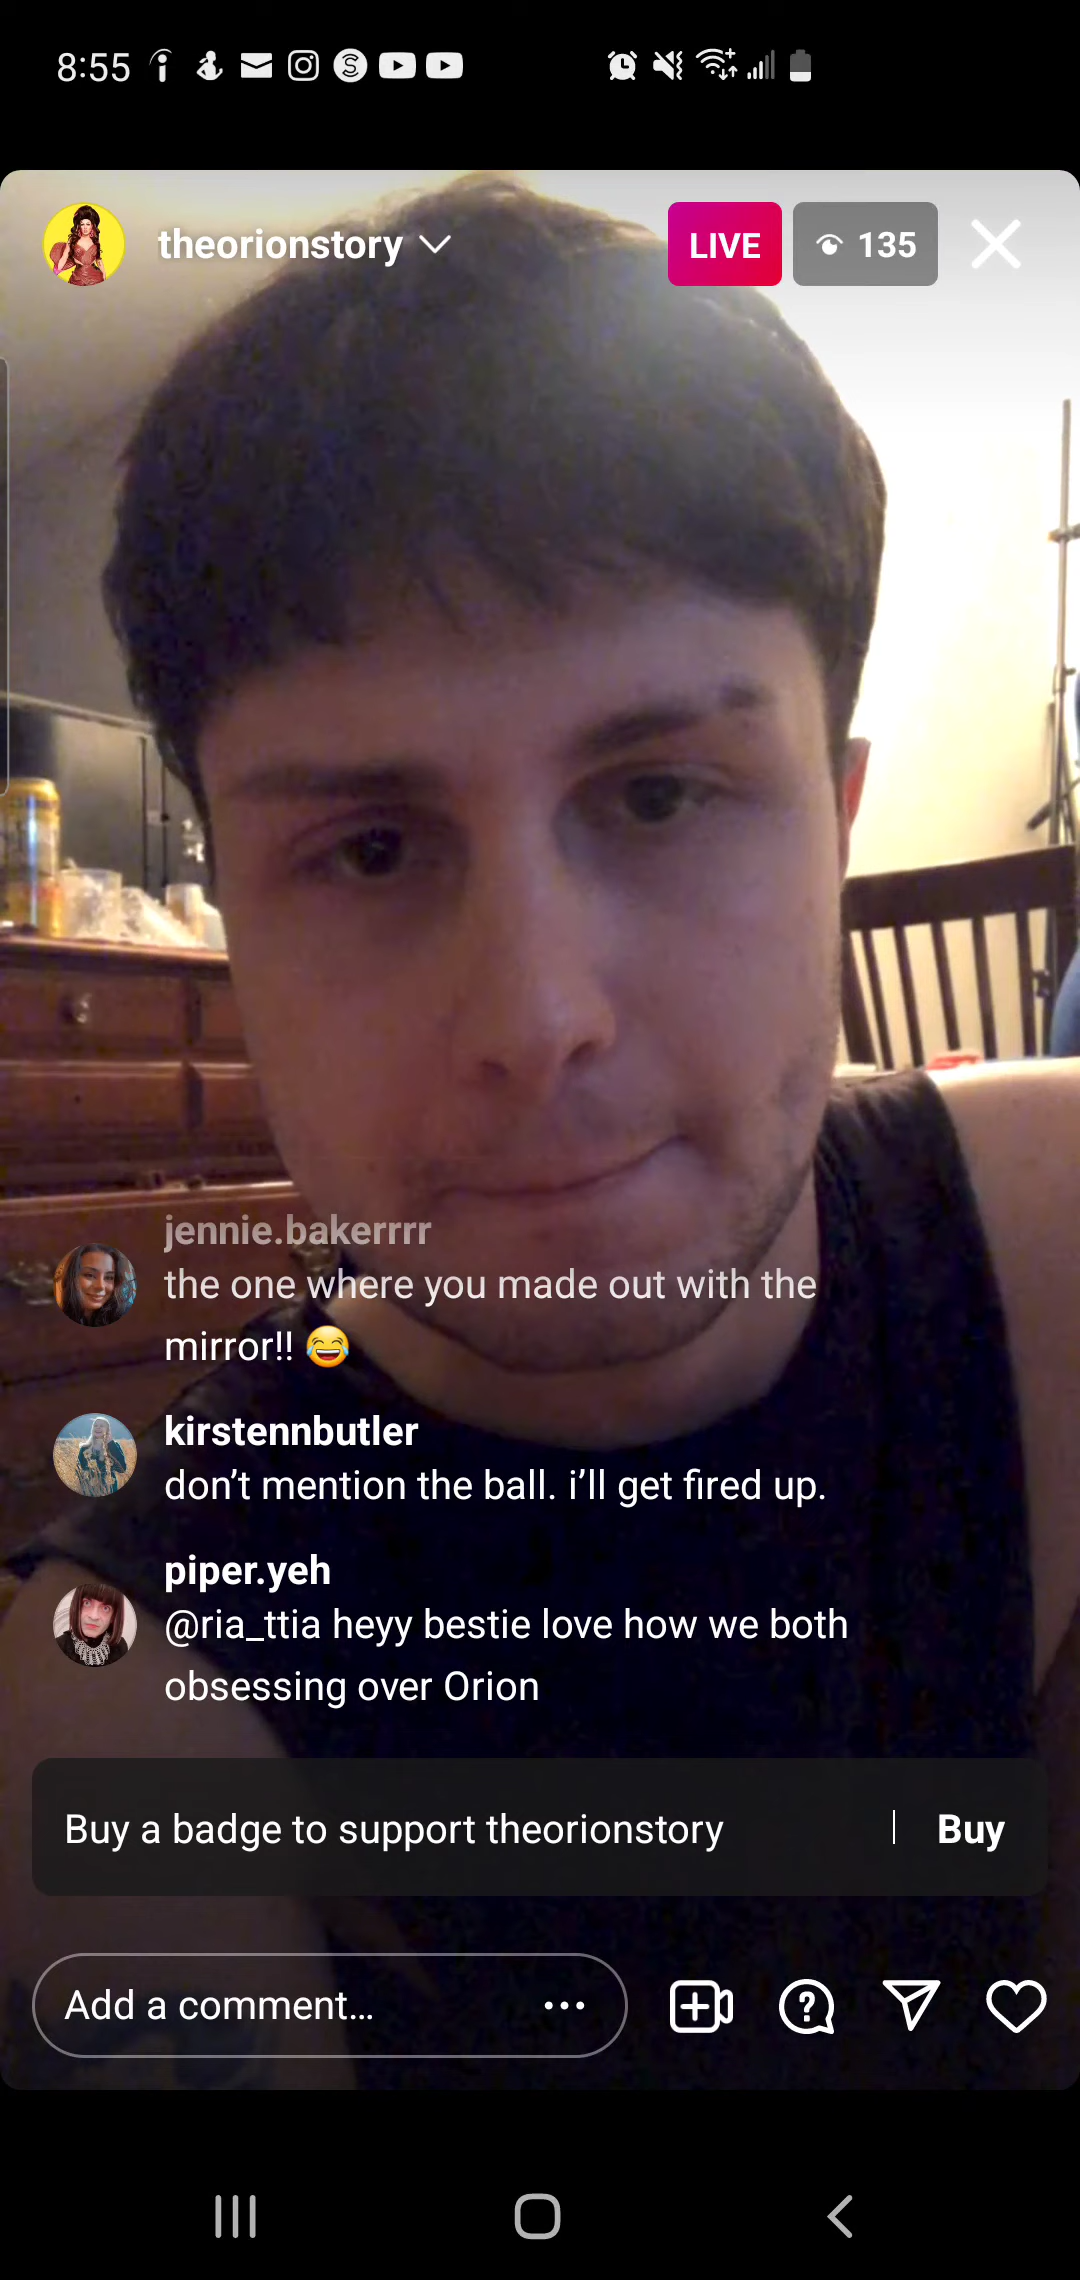 8:55
theorionstory
LIVE
135
jennie.bakerrrr
the one where you made out with the
mirror!! 😂
kirstennbutler
don’t mention the ball. i’ll get fired up.
piper.yeh
@ria_ttia heyy bestie love how we both
obsessing over Orion
Buy a badge to support theorionstory
Buy
Add a comment...